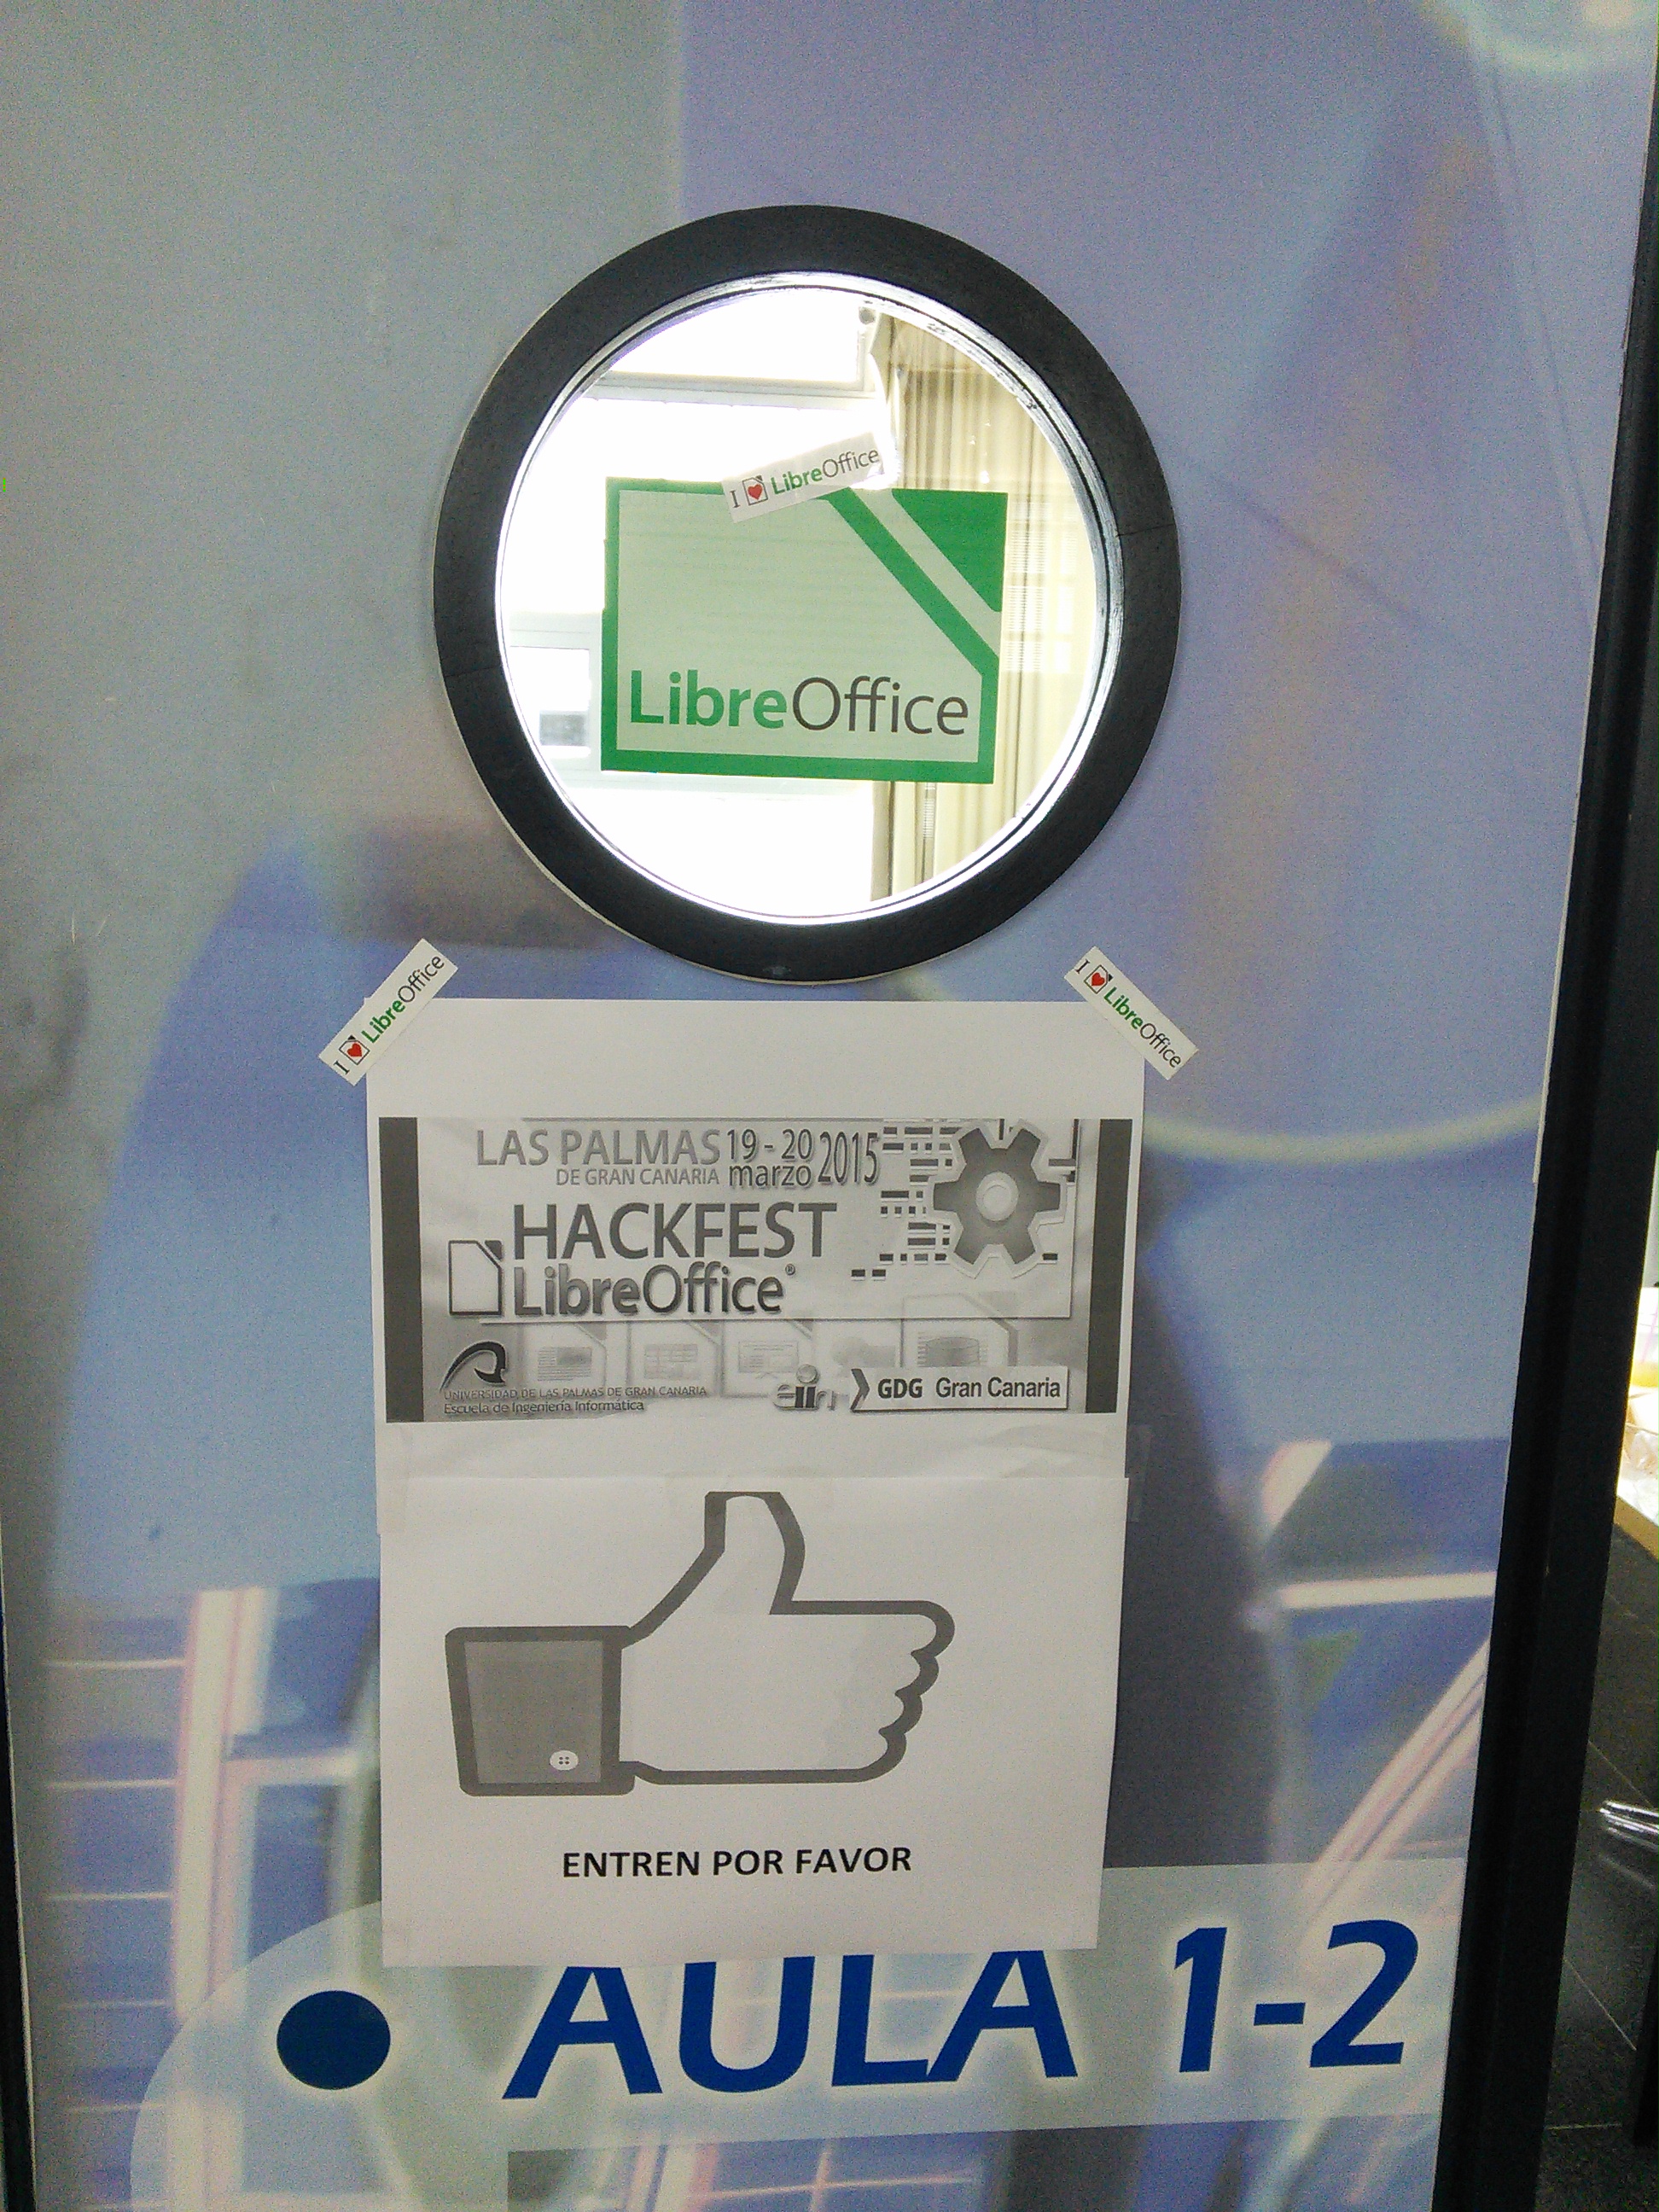 I LibreOffice
LibreOffice
I LibreOffice
I LibreOffice
LAS PALMAS 19 - 20 2015
DE GRAN CANARIA marzo
HACKFEST
LibreOffice®
UNIVERSIDAD DE LAS PALMAS DE GRAN CANARIA
Escuela de Ingeniería Informática
GDG Gran Canaria
ENTREN POR FAVOR
AULA 1-2